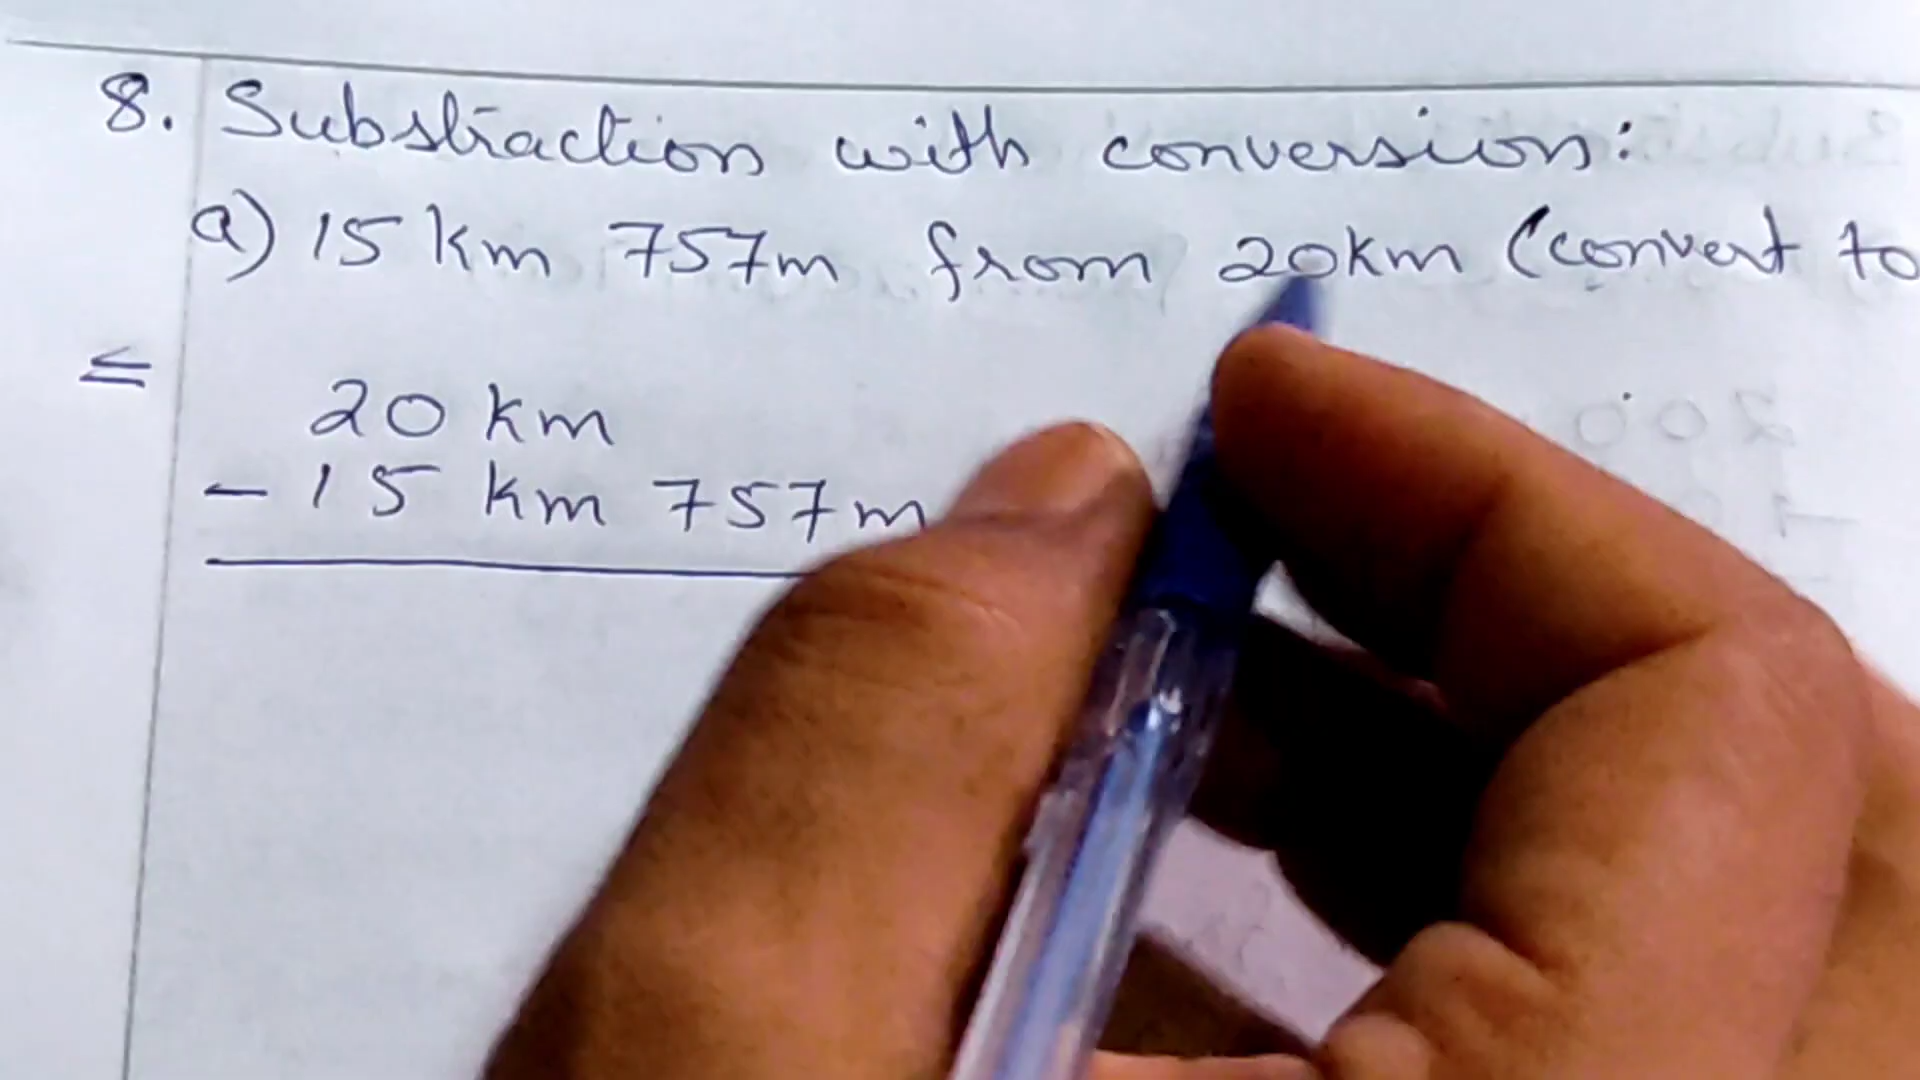 8. Substraction with conversion:
a) 15 km 757m from 20km (convert to
= 20 km
- 15 km 757m